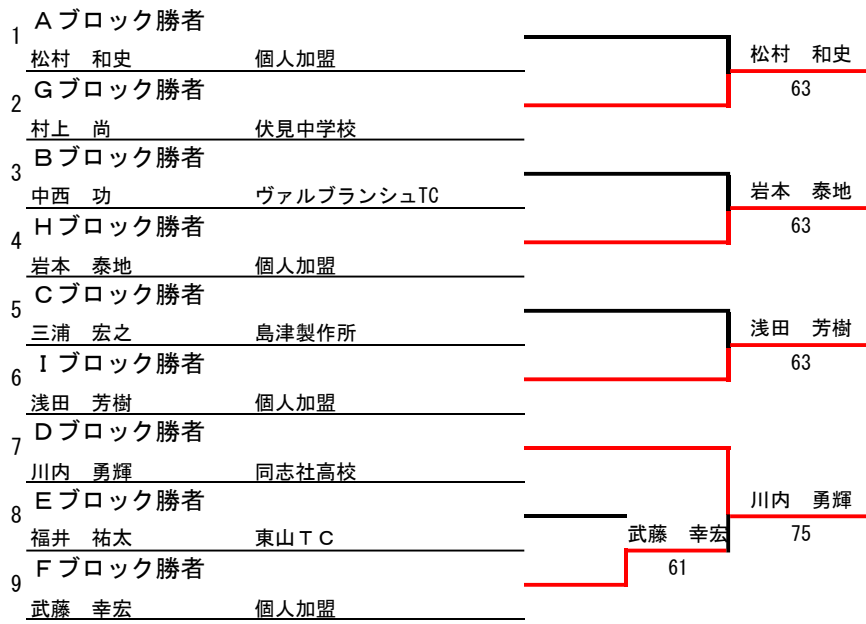 1 Ａブロック勝者
松村　和史 個人加盟
2 Ｇブロック勝者
村上　尚 伏見中学校
3 Ｂブロック勝者
中西　功 ヴァルブランシュTC
4 Ｈブロック勝者
岩本　泰地 個人加盟
5 Ｃブロック勝者
三浦　宏之 島津製作所
6 Ｉブロック勝者
浅田　芳樹 個人加盟
7 Ｄブロック勝者
川内　勇輝 同志社高校
8 Ｅブロック勝者
福井　祐太 東山ＴＣ
9 Ｆブロック勝者
武藤　幸宏 個人加盟
武藤　幸宏
61
松村　和史
63
岩本　泰地
63
浅田　芳樹
63
川内　勇輝
75